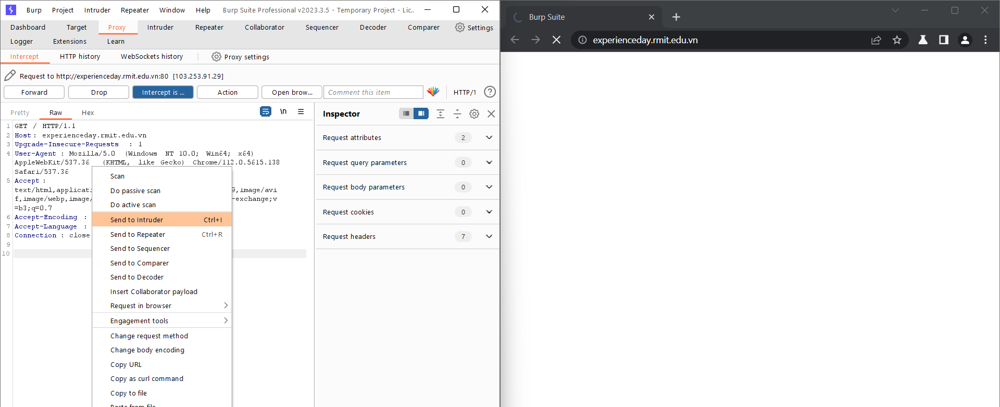 Burp Project Intruder Repeater Window Help Burp Suite Professional v2023.3.5 - Temporary Project - Lic..
Dashboard Target Proxy Intruder Repeater Collaborator Sequencer Decoder Comparer Settings
Logger Extensions Learn
Intercept HTTP history WebSockets history Proxy settings
Request to http://experienceday.rmit.edu.vn:80 [103.253.91.29]
Forward Drop Intercept is ... Action Open brow... Comment this item HTTP/1 ?
Pretty Raw Hex \n
1 GET / HTTP/1.1
2 Host: experienceday.rmit.edu.vn
3 Upgrade-Insecure-Requests : 1
4 User-Agent : Mozilla/5.0 (Windows NT 10.0; Win64; x64)
AppleWebKit/537.36 (KHTML, like Gecko) Chrome/112.0.5615.138
Safari/537.36
5 Accept :
text/html,applicati 9,image/avi
f,image/webp,image/ -exchange;v
=b3;q=0.7
6 Accept-Encoding :
7 Accept-Language :
8 Connection : close
9
10
Scan
Do passive scan
Do active scan
Send to Intruder Ctrl+I
Send to Repeater Ctrl+R
Send to Sequencer
Send to Comparer
Send to Decoder
Insert Collaborator payload
Request in browser
Engagement tools
Change request method
Change body encoding
Copy URL
Copy as curl command
Copy to file
Paste from file
Inspector
Request attributes 2
Request query parameters 0
Request body parameters 0
Request cookies 0
Request headers 7
Burp Suite
experienceday.rmit.edu.vn